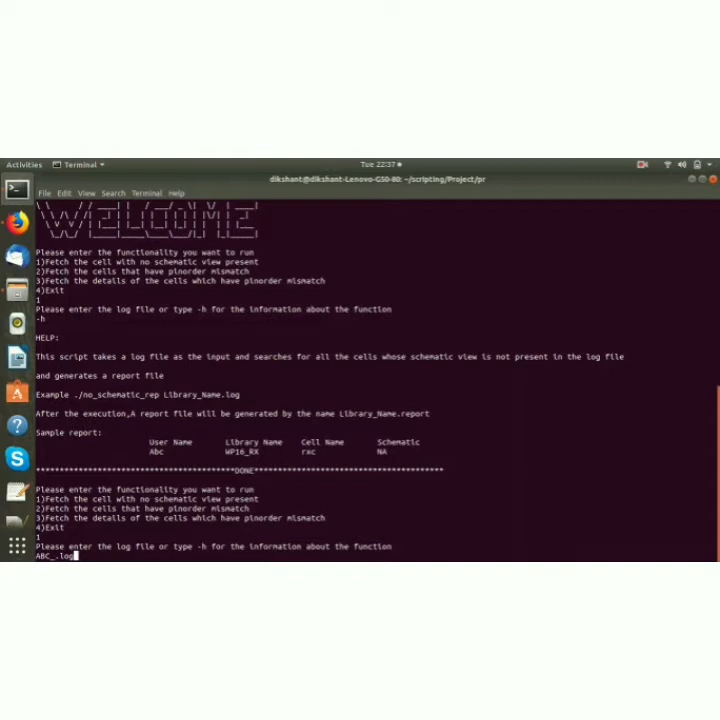 Activities Terminal Tue 22:37
dikshant@dikshant-Lenovo-G50-80: ~/scripting/Project/pr
File Edit View Search Terminal Help
WELCOME
Please enter the functionality you want to run
1)Fetch the cell with no schematic view present
2)Fetch the cells that have pinorder mismatch
3)Fetch the details of the cells which have pinorder mismatch
4)Exit
1
Please enter the log file or type -h for the information about the function
-h
HELP:
This script takes a log file as the input and searches for all the cells whose schematic view is not present in the log file
and generates a report file
Example ./no_schematic_rep Library_Name.log
After the execution,A report file will be generated by the name Library_Name.report
Sample report:
User Name Library Name Cell Name Schematic
Abc WP16_RX rxc NA
******************************************DONE****************************************
Please enter the functionality you want to run
1)Fetch the cell with no schematic view present
2)Fetch the cells that have pinorder mismatch
3)Fetch the details of the cells which have pinorder mismatch
4)Exit
1
Please enter the log file or type -h for the information about the function
ABC_.log